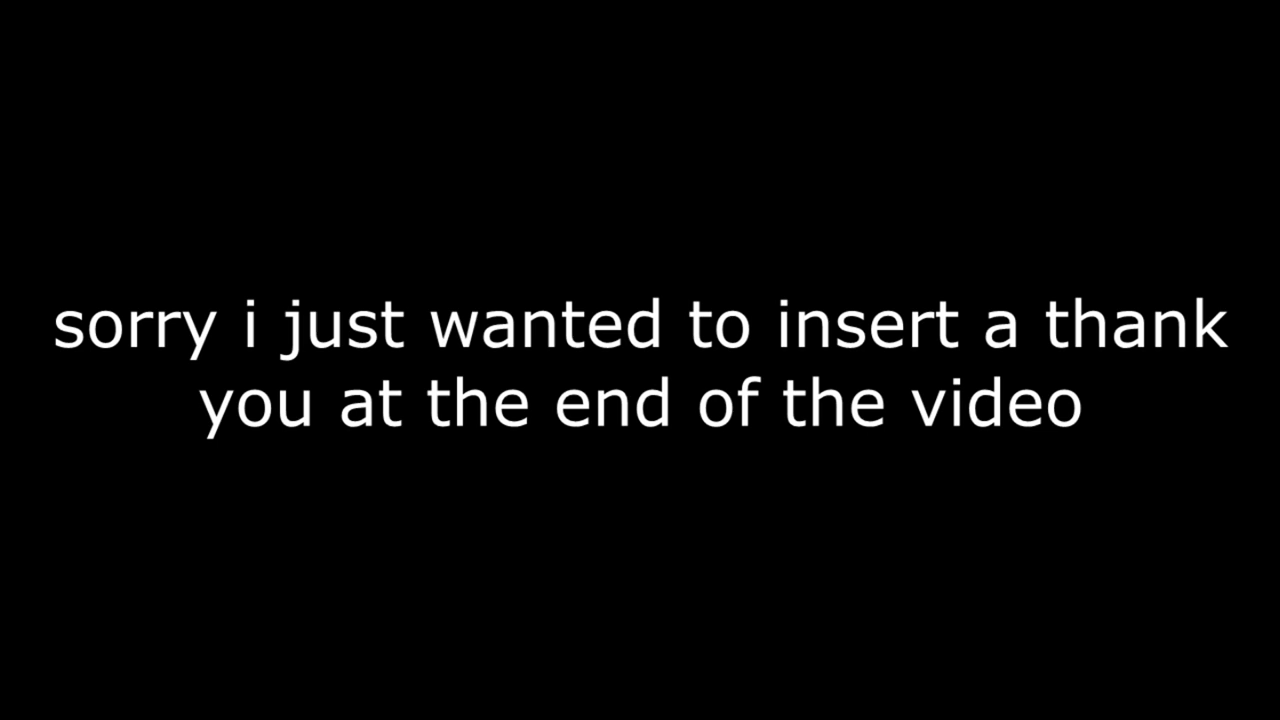 sorry i just wanted to insert a thank
you at the end of the video